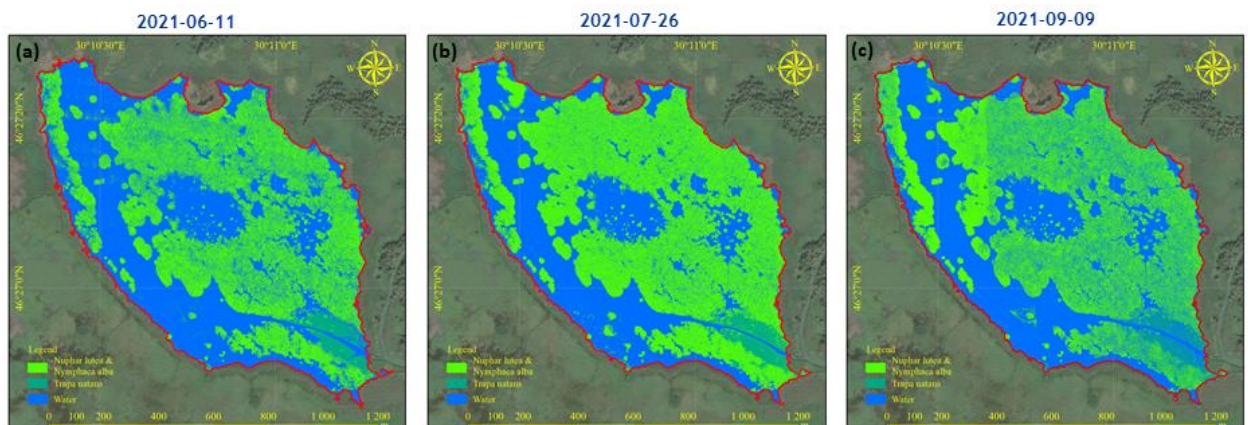 2021-06-11
2021-07-26
2021-09-09
(a)
30°10'30"E
30°11'0"E
N
W
E
S
46°27'20"N
46°27'0"N
Legend
Nuphar lutea &
Nymphaea alba
Trapa natans
Water
0 100 200 400 600 800 1 000 1 200
(b)
30°10'30"E
30°11'0"E
N
W
E
S
46°27'20"N
46°27'0"N
Legend
Nuphar lutea &
Nymphaea alba
Trapa natans
Water
0 100 200 400 600 800 1 000 1 200
(c)
30°10'30"E
30°11'0"E
N
W
E
S
46°27'20"N
46°27'0"N
Legend
Nuphar lutea &
Nymphaea alba
Trapa natans
Water
0 100 200 400 600 800 1 000 1 200